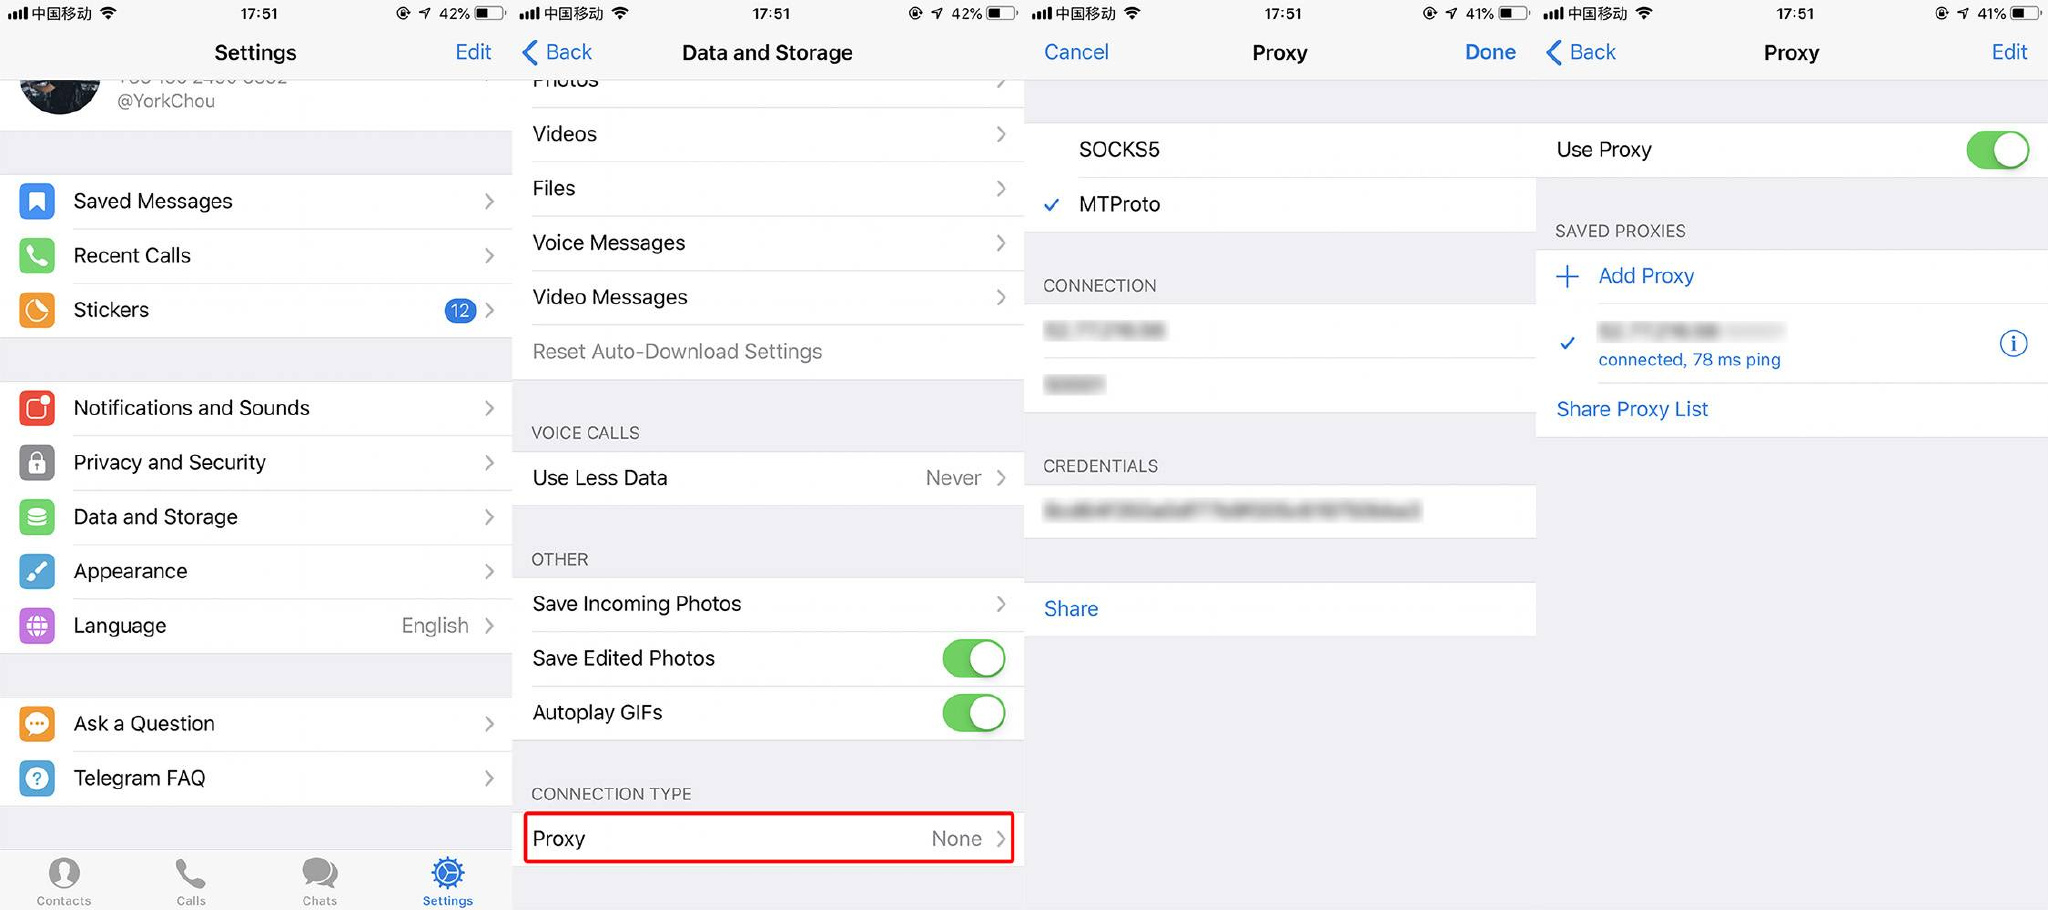 中国移动
17:51
42%
Settings
Edit
@YorkChou
Saved Messages
Recent Calls
Stickers
12
Notifications and Sounds
Privacy and Security
Data and Storage
Appearance
Language
English
Ask a Question
Telegram FAQ
Contacts
Calls
Chats
Settings
中国移动
17:51
42%
Back
Data and Storage
Photos
Videos
Files
Voice Messages
Video Messages
Reset Auto-Download Settings
VOICE CALLS
Use Less Data
Never
OTHER
Save Incoming Photos
Save Edited Photos
Autoplay GIFs
CONNECTION TYPE
Proxy
None
中国移动
17:51
41%
Cancel
Proxy
Done
SOCKS5
MTProto
CONNECTION
CREDENTIALS
Share
中国移动
17:51
41%
Back
Proxy
Edit
Use Proxy
SAVED PROXIES
Add Proxy
connected, 78 ms ping
Share Proxy List